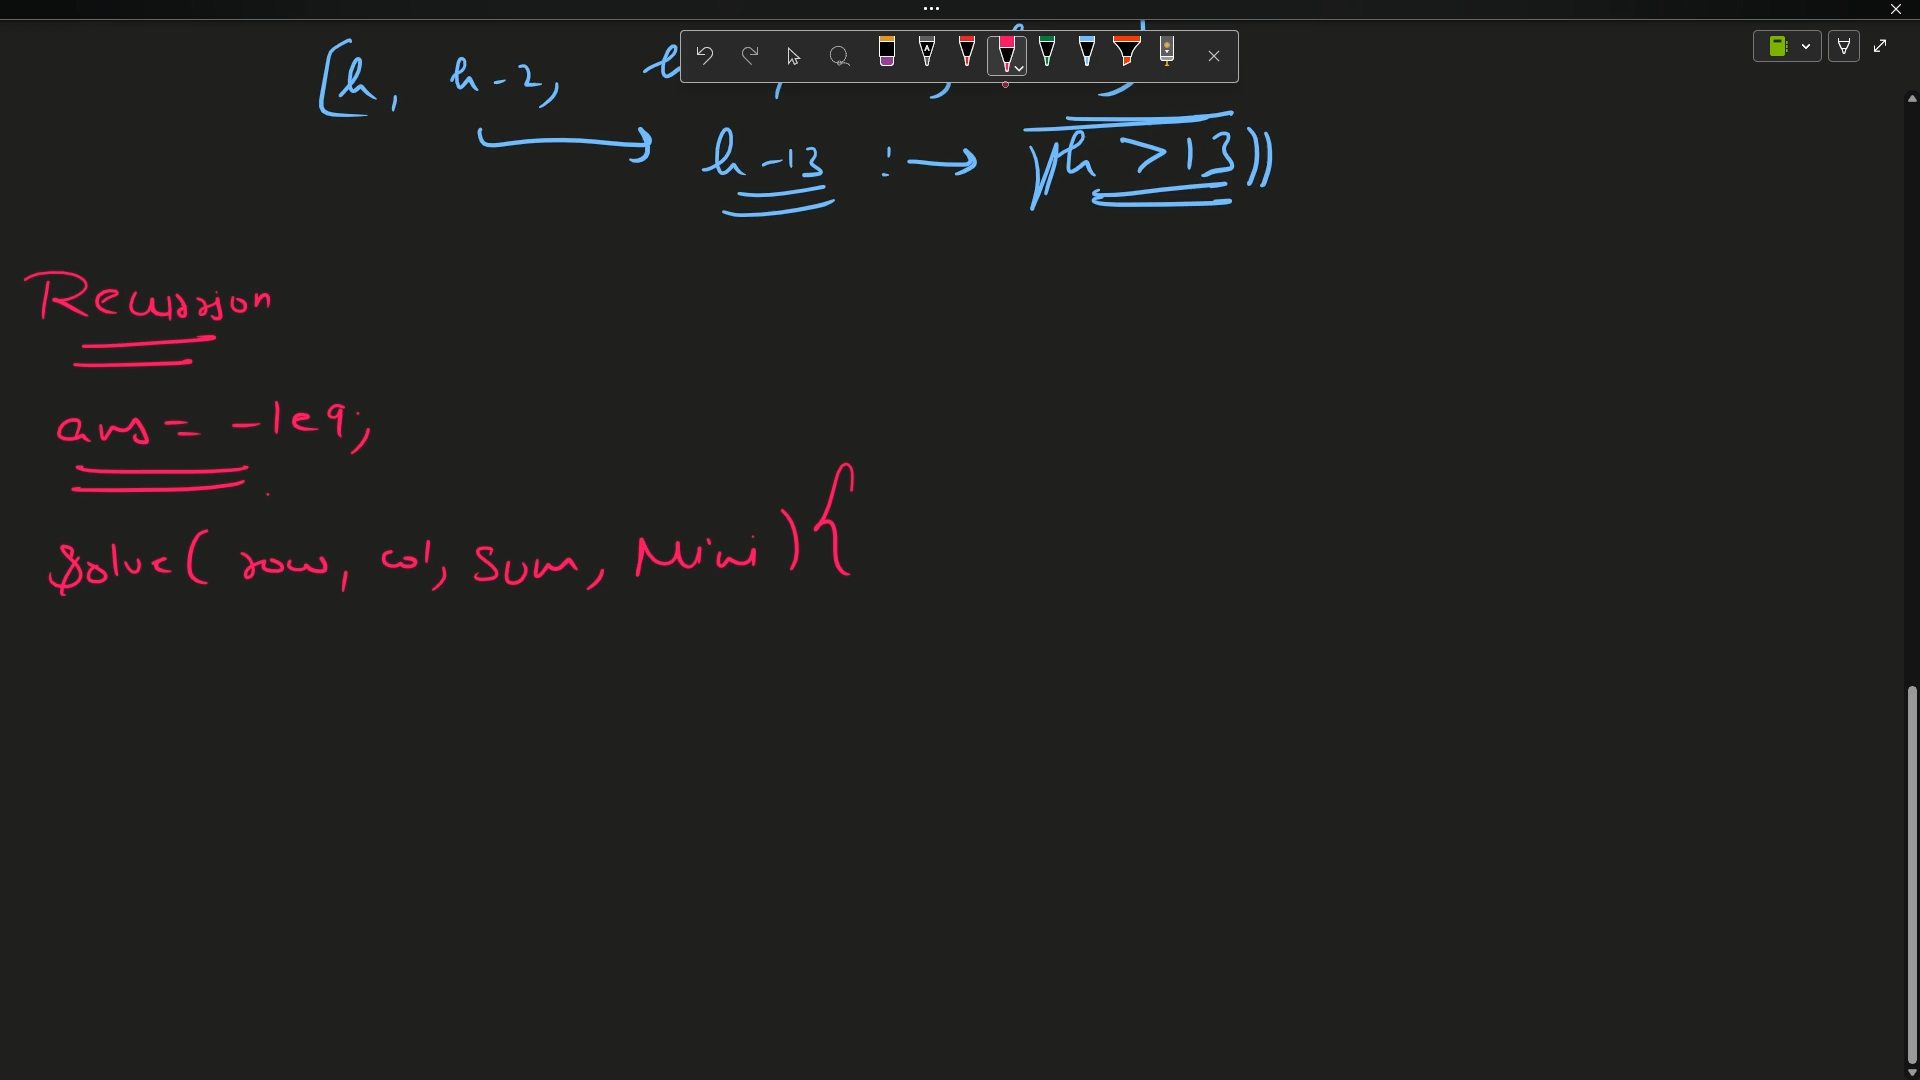 [h, h-2,
h-13 :→ ((h > 13))
Recursion
ans = -1e9;
Solve( row, col, Sum, Mini ) {